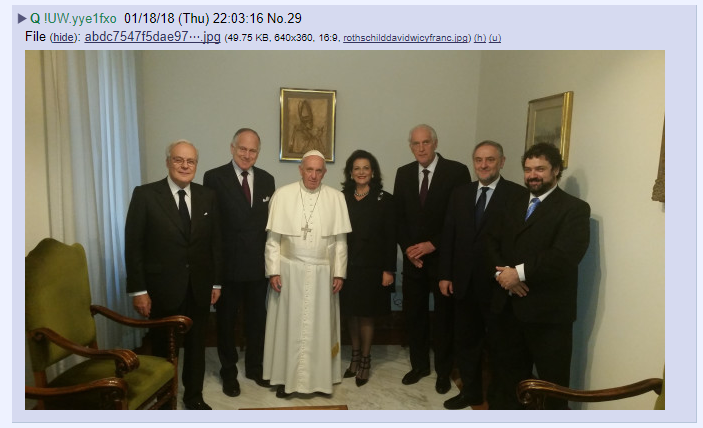 Q !UW.yye1fxo 01/18/18 (Thu) 22:03:16 No.29
File (hide): abdc7547f5dae97⋯.jpg (49.75 KB, 640x360, 16:9, rothschilddavidwjcyfranc.jpg) (h) (u)